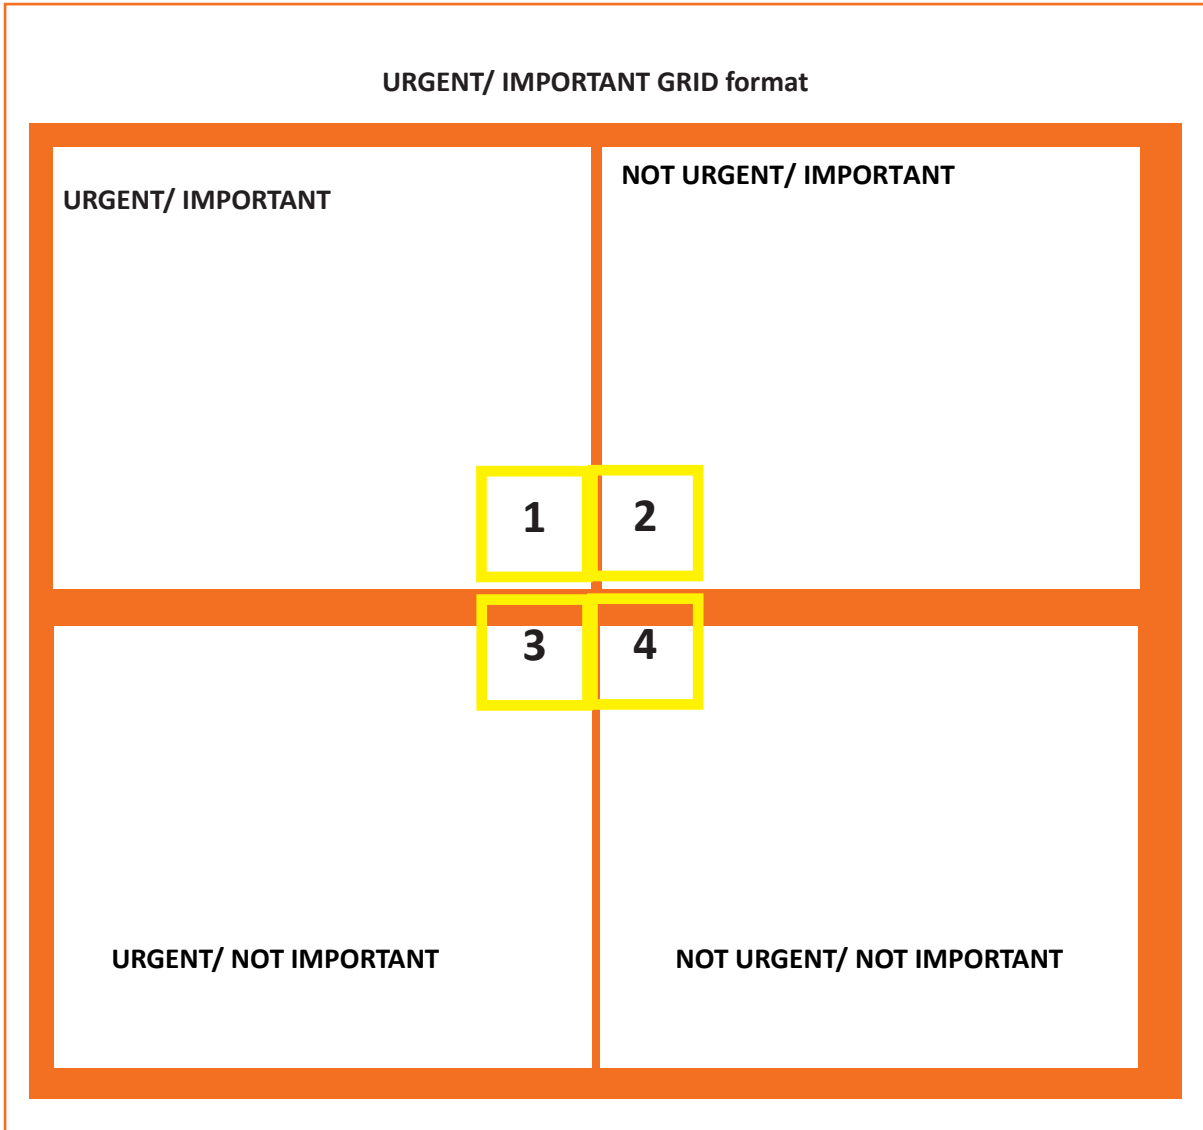 URGENT/ IMPORTANT GRID format
URGENT/ IMPORTANT
NOT URGENT/ IMPORTANT
1
2
3
4
URGENT/ NOT IMPORTANT
NOT URGENT/ NOT IMPORTANT